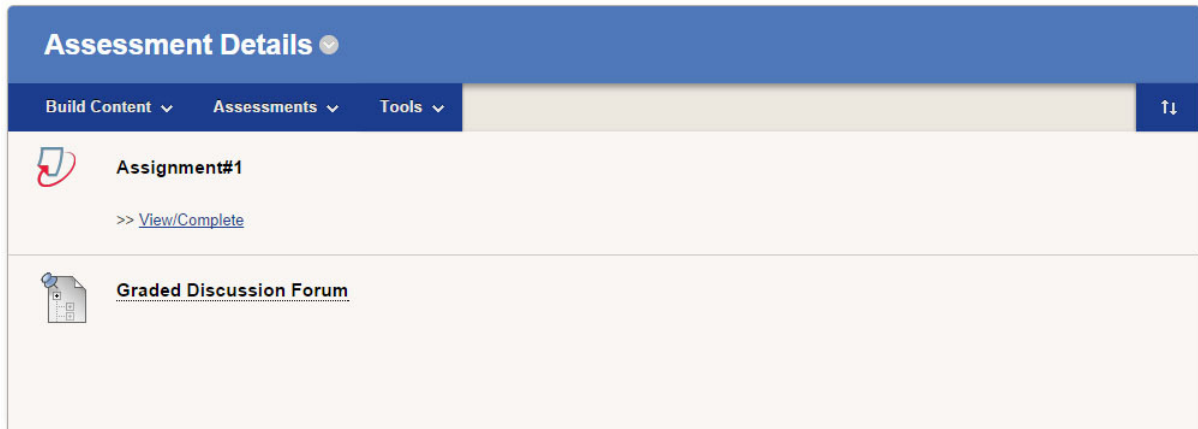 Assessment Details
Build Content Assessments Tools
Assignment#1
>> View/Complete
Graded Discussion Forum